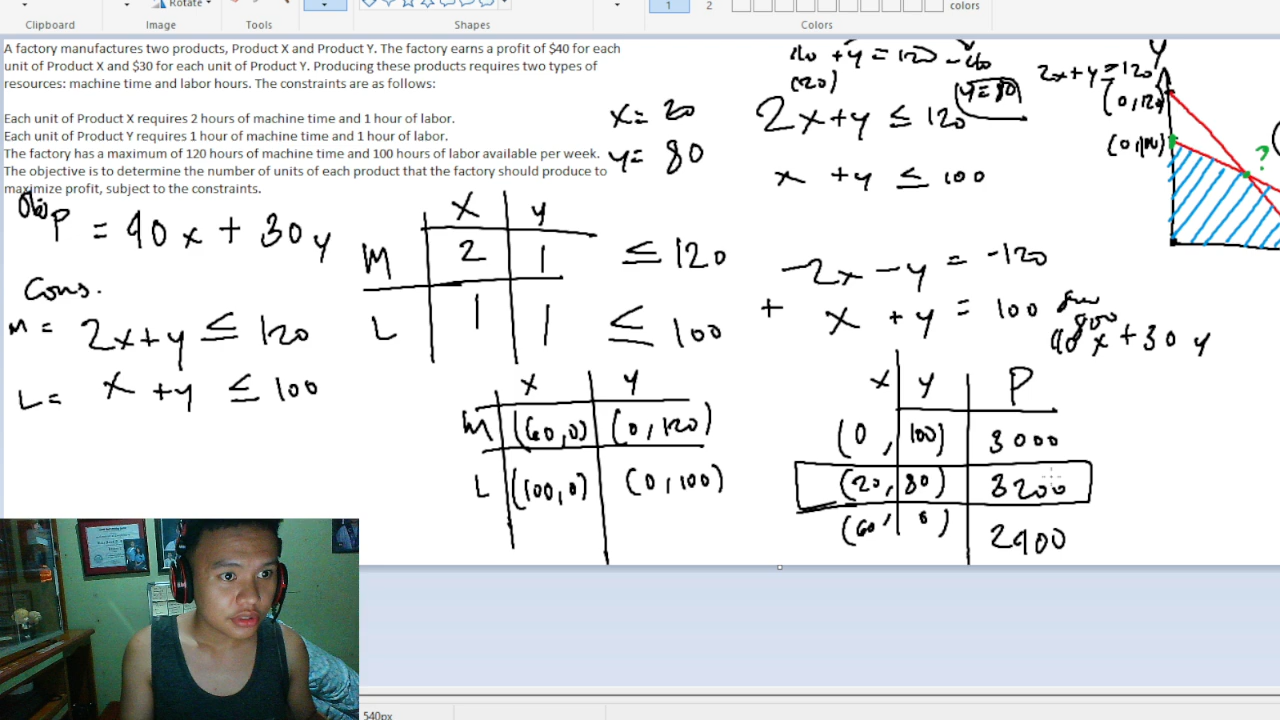 Rotate
1
2
colors
Clipboard
Image
Tools
Shapes
Colors
A factory manufactures two products, Product X and Product Y. The factory earns a profit of $40 for each
unit of Product X and $30 for each unit of Product Y. Producing these products requires two types of
resources: machine time and labor hours. The constraints are as follows:
Each unit of Product X requires 2 hours of machine time and 1 hour of labor.
Each unit of Product Y requires 1 hour of machine time and 1 hour of labor.
The factory has a maximum of 120 hours of machine time and 100 hours of labor available per week.
The objective is to determine the number of units of each product that the factory should produce to
maximize profit, subject to the constraints.
Obj P = 40x + 30y
Cons.
M = 2x+y ≤ 120
L = x +y ≤ 100
x y
M 2 1 ≤ 120
L 1 1 ≤ 100
x = 20
y = 80
40 +y = 120 - 40
(20)
y = 80
2x+y ≤ 120
x +y ≤ 100
-2x -y = -120
+ x +y = 100
40x +30y
x y
M (60,0) (0,120)
L (100,0) (0,100)
x y P
(0, 100) 3000
(20, 80) 3200
(60, 0) 2400
Y
2x+y=120
(0,120)
(0,100)
?
540px